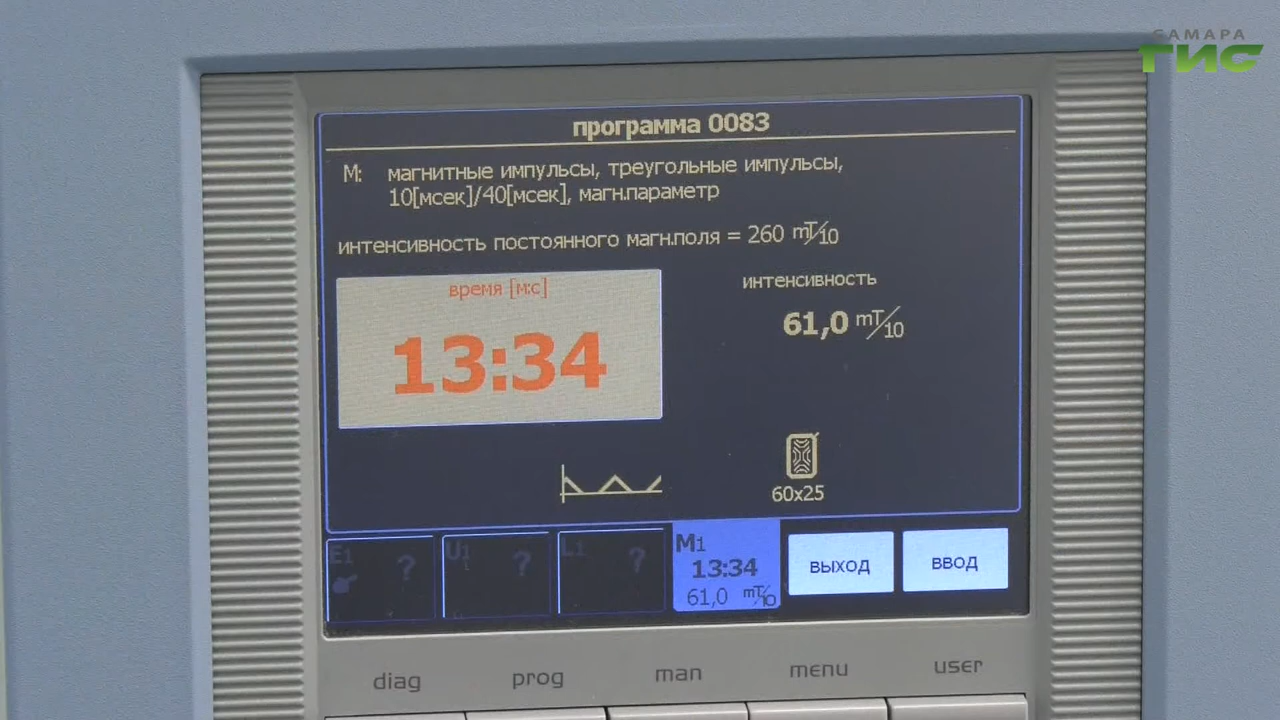 САМАРА
ГИС
программа 0083
М: магнитные импульсы, треугольные импульсы,
10[мсек]/40[мсек], магн.параметр
интенсивность постоянного магн.поля = 260 mT/10
время [м:с]
интенсивность
13:34
61,0 mT/10
60x25
E1 ?
U1 ?
L1 ?
M1
13:34
61,0 mT/10
ВЫХОД
ВВОД
diag
prog
man
menu
user